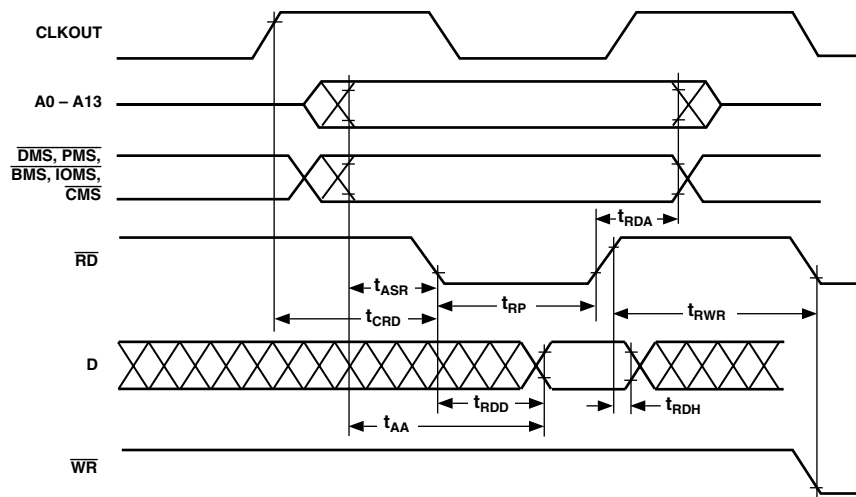 CLKOUT
A0 – A13
DMS, PMS,
BMS, IOMS,
CMS
tRDA
RD
tASR
tCRD
tRP
tRWR
D
tRDD
tRDH
tAA
WR